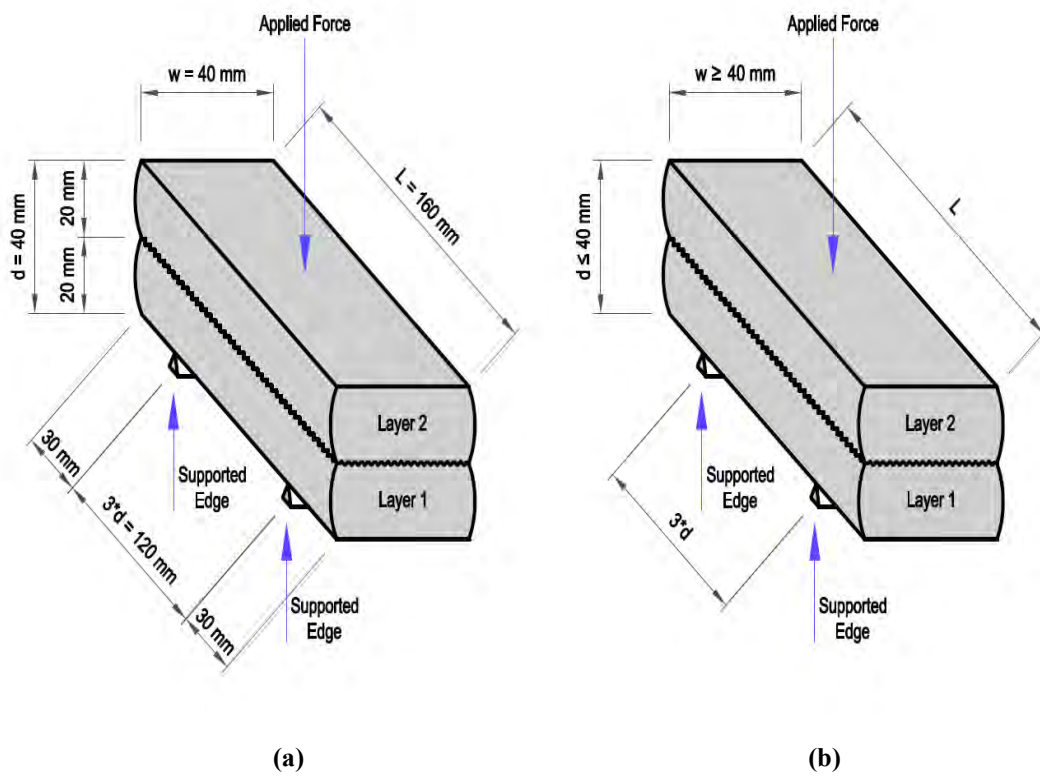 Applied Force
w = 40 mm
L = 160 mm
d = 40 mm
20 mm
20 mm
Layer 2
Layer 1
30 mm
3*d = 120 mm
30 mm
Supported
Edge
Supported
Edge
(a)
Applied Force
w ≥ 40 mm
L
d ≤ 40 mm
Layer 2
Layer 1
3*d
Supported
Edge
Supported
Edge
(b)